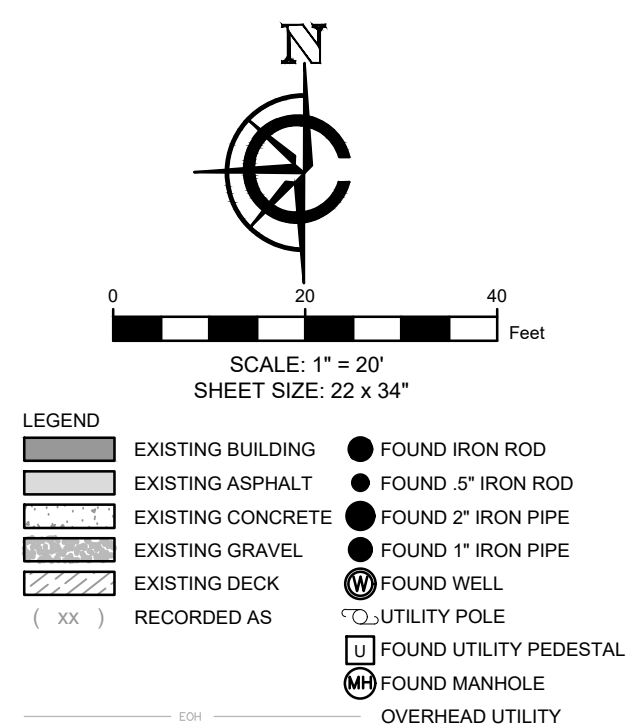 N
0 20 40
Feet
SCALE: 1" = 20'
SHEET SIZE: 22 x 34"
LEGEND
EXISTING BUILDING
EXISTING ASPHALT
EXISTING CONCRETE
EXISTING GRAVEL
EXISTING DECK
( xx ) RECORDED AS
FOUND IRON ROD
FOUND .5" IRON ROD
FOUND 2" IRON PIPE
FOUND 1" IRON PIPE
W FOUND WELL
UTILITY POLE
U FOUND UTILITY PEDESTAL
MH FOUND MANHOLE
EOH OVERHEAD UTILITY